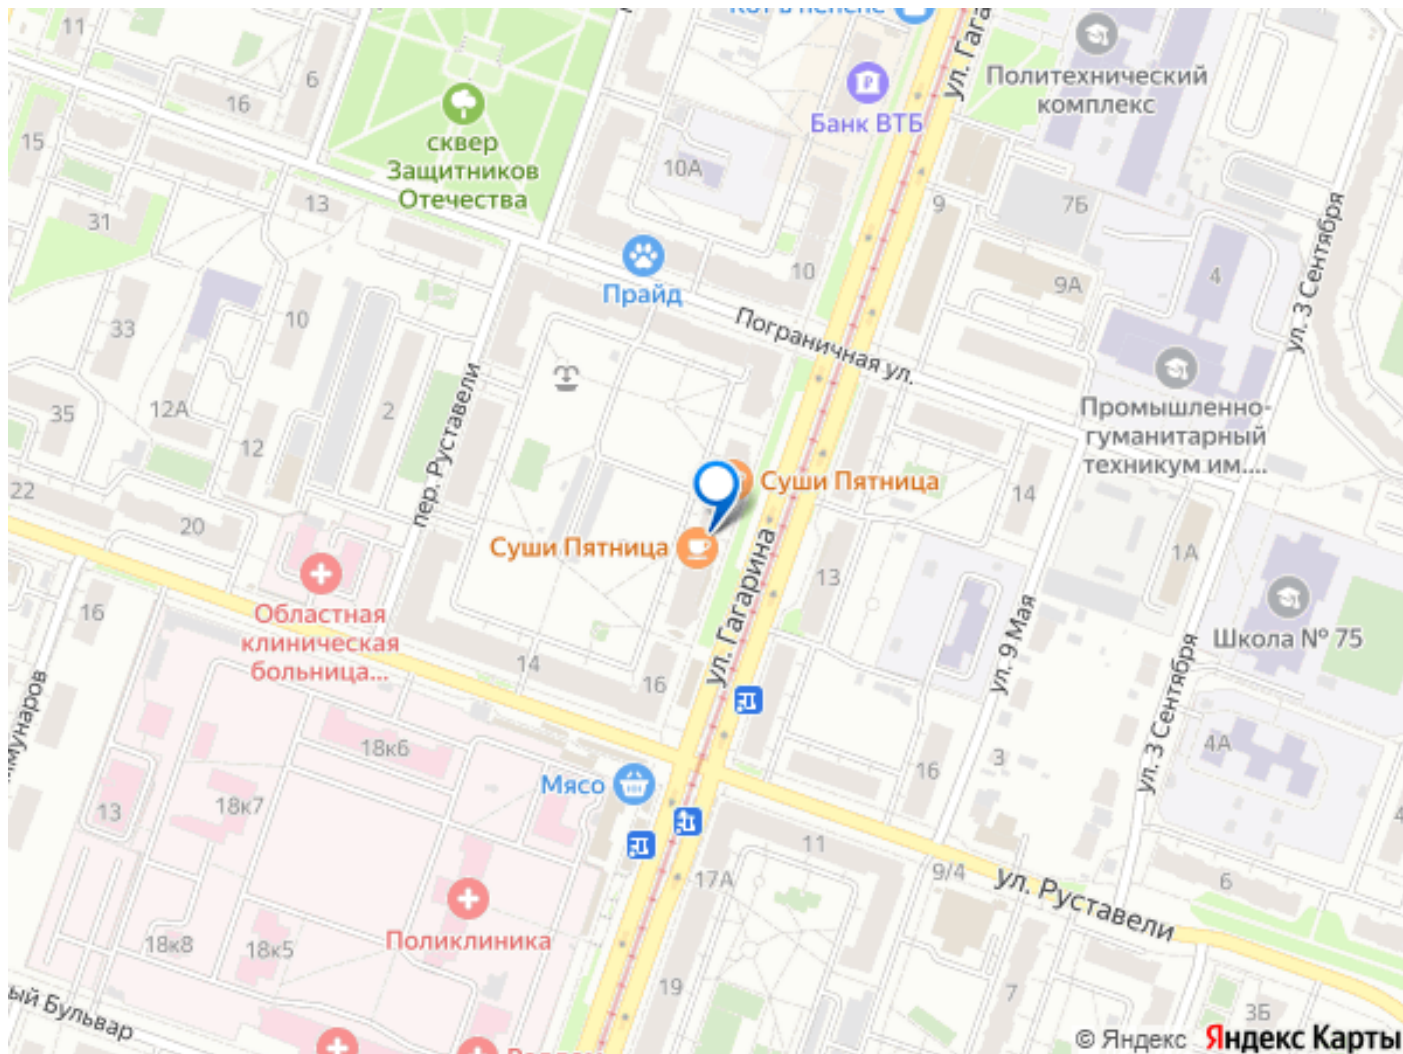 11
6
16
15
31
13
сквер
Защитников
Отечества
10А
Банк ВТБ
ул. Гага
Политехнический
комплекс
7Б
9
9А
4
ул. 3 Сентября
10
Прайд
Пограничная ул.
33
10
35
12А
12
2
пер. Руставели
22
20
Суши Пятница
Суши Пятница
ул. Гагарина
Промышленно-
гуманитарный
техникум им....
14
13
1А
Школа № 75
16
Областная
клиническая
больница...
14
16
ул. 9 Мая
ул. 3 Сентября
4А
18к6
Мясо
16
3
13
18к7
11
17А
9/4
6
ул. Руставели
Поликлиника
18к8
18к5
19
7
3Б
ый Бульвар
© Яндекс Яндекс Карты